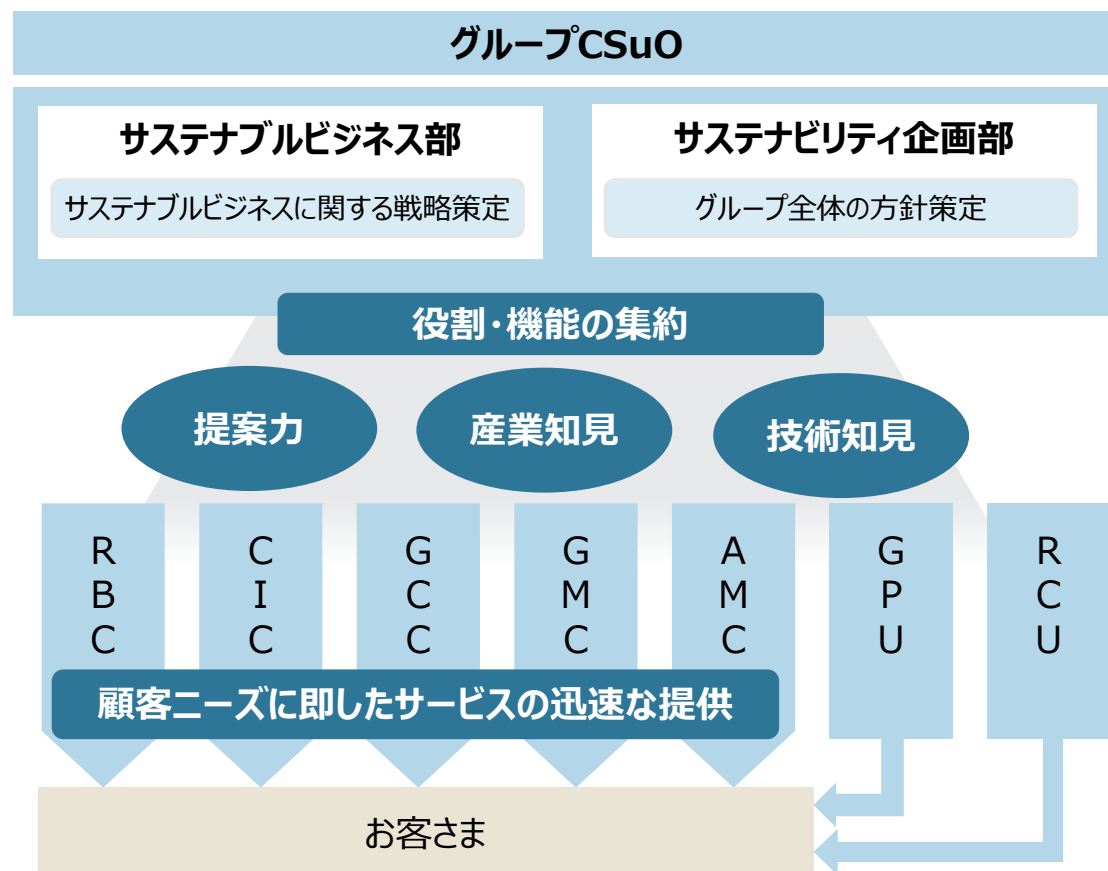 グループCSuO
サステナブルビジネス部
サステナブルビジネスに関する戦略策定
サステナビリティ企画部
グループ全体の方針策定
役割・機能の集約
提案力
産業知見
技術知見
RBC
CIC
GCC
GMC
AMC
GPU
RCU
顧客ニーズに即したサービスの迅速な提供
お客さま